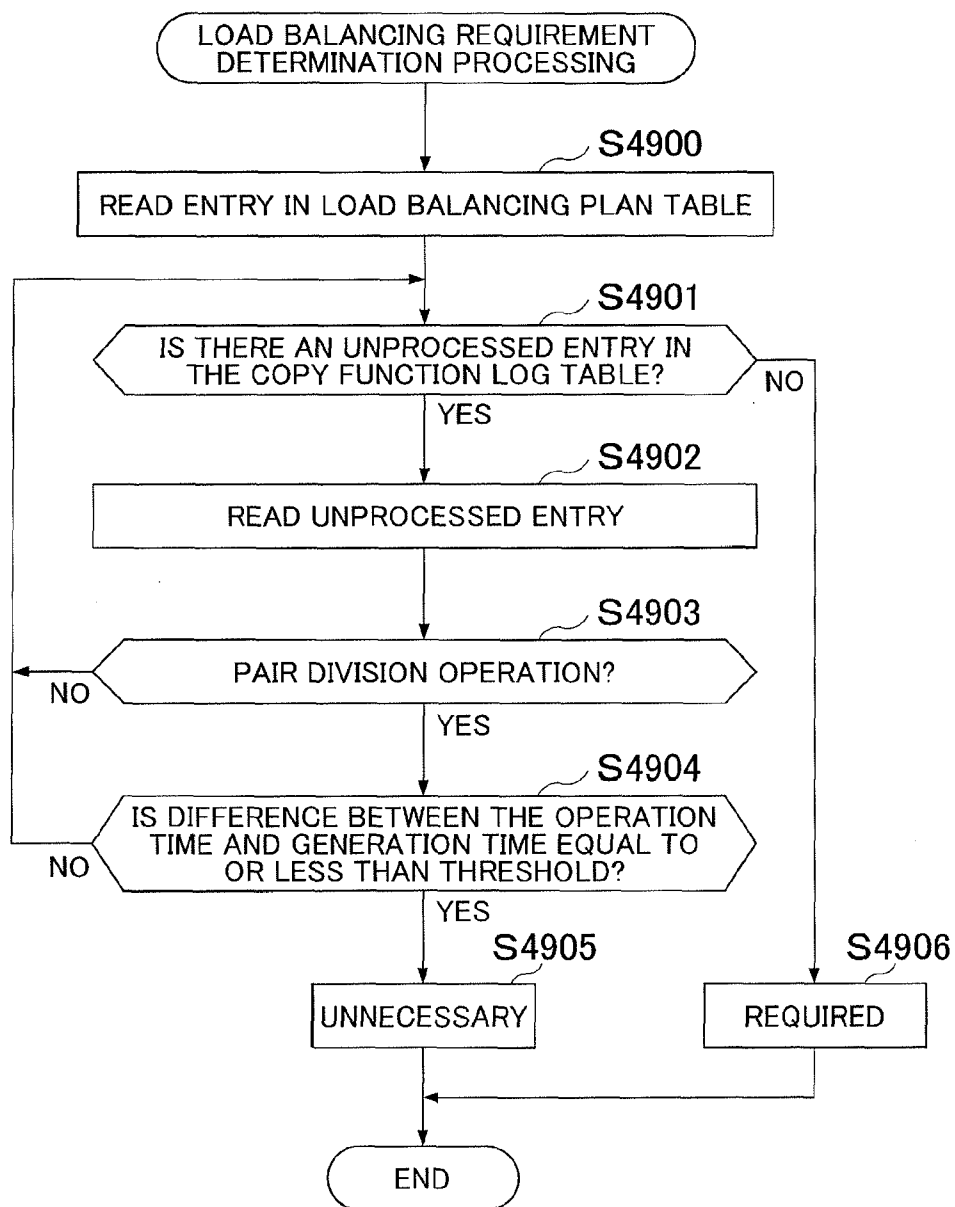 LOAD BALANCING REQUIREMENT
DETERMINATION PROCESSING
S4900
READ ENTRY IN LOAD BALANCING PLAN TABLE
S4901
IS THERE AN UNPROCESSED ENTRY IN
THE COPY FUNCTION LOG TABLE?
NO
YES
S4902
READ UNPROCESSED ENTRY
S4903
PAIR DIVISION OPERATION?
NO
YES
S4904
IS DIFFERENCE BETWEEN THE OPERATION
TIME AND GENERATION TIME EQUAL TO
OR LESS THAN THRESHOLD?
NO
YES
S4905
UNNECESSARY
S4906
REQUIRED
END